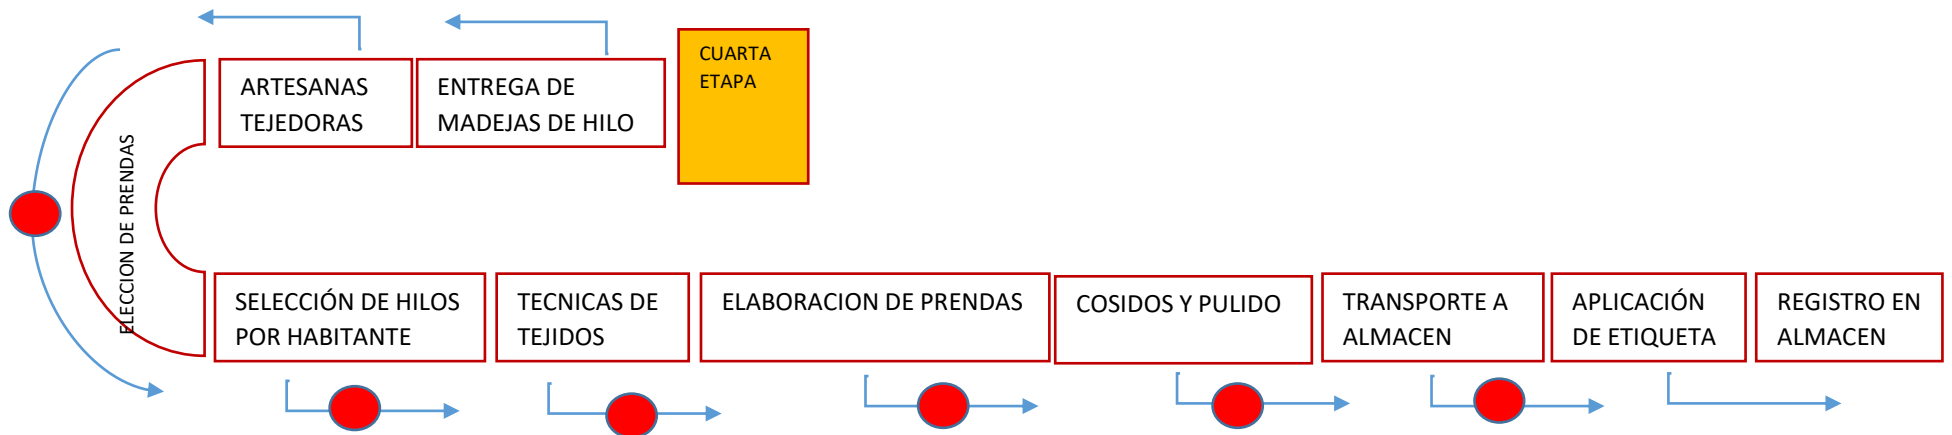 CUARTA
ETAPA
ENTREGA DE
MADEJAS DE HILO
ARTESANAS
TEJEDORAS
ELECCION DE PRENDAS
SELECCIÓN DE HILOS
POR HABITANTE
TECNICAS DE
TEJIDOS
ELABORACION DE PRENDAS
COSIDOS Y PULIDO
TRANSPORTE A
ALMACEN
APLICACIÓN
DE ETIQUETA
REGISTRO EN
ALMACEN